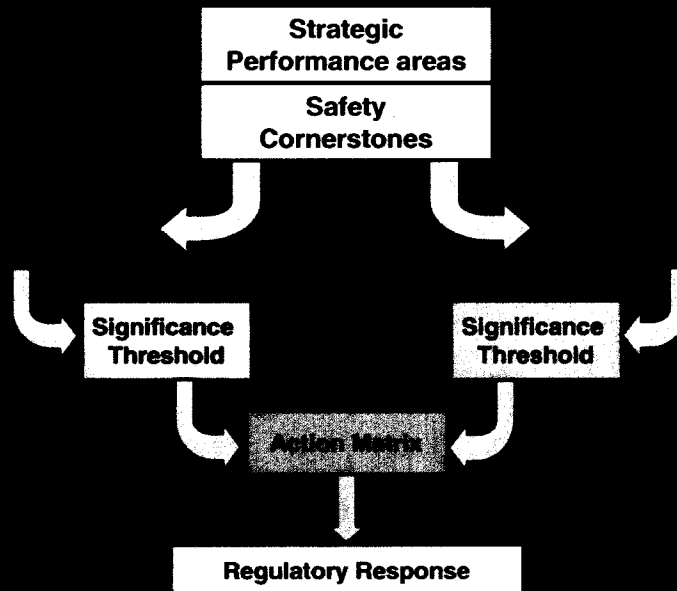 Strategic
Performance areas
Safety
Cornerstones
Significance
Threshold
Significance
Threshold
Action Matrix
Regulatory Response